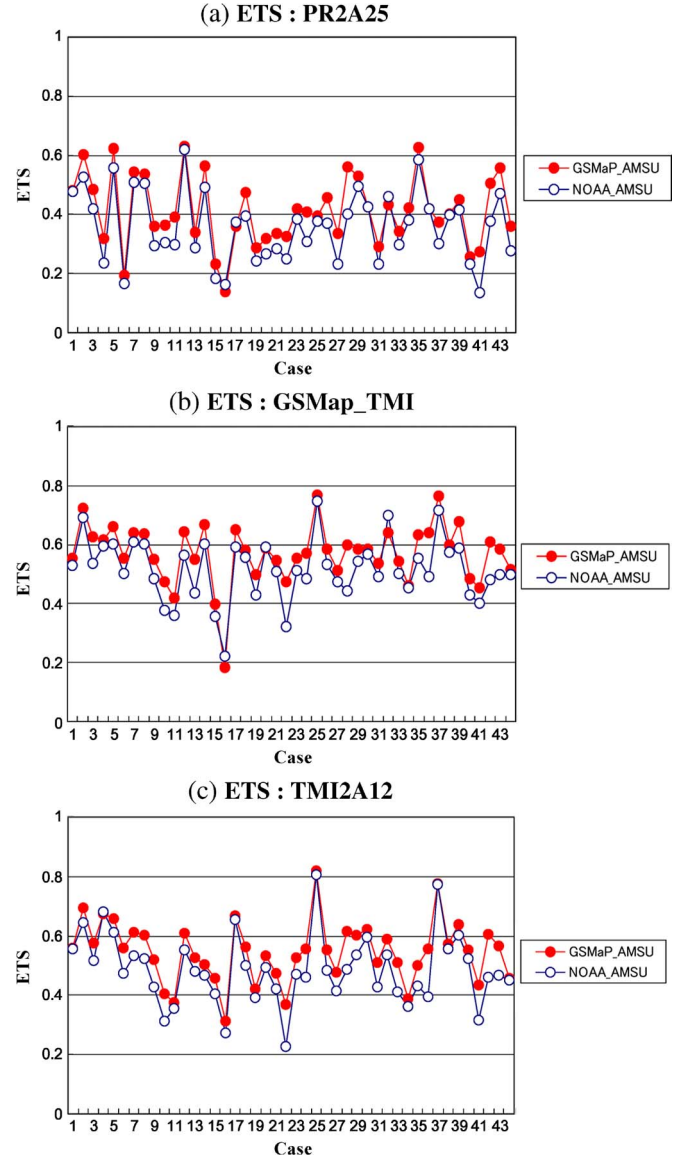 (a) ETS : PR2A25
1
0.8
0.6
0.4
0.2
0
ETS
1 3 5 7 9 11 13 15 17 19 21 23 25 27 29 31 33 35 37 39 41 43
Case
GSMaP_AMSU
NOAA_AMSU
(b) ETS : GSMap_TMI
1
0.8
0.6
0.4
0.2
0
ETS
1 3 5 7 9 11 13 15 17 19 21 23 25 27 29 31 33 35 37 39 41 43
Case
GSMaP_AMSU
NOAA_AMSU
(c) ETS : TMI2A12
1
0.8
0.6
0.4
0.2
0
ETS
1 3 5 7 9 11 13 15 17 19 21 23 25 27 29 31 33 35 37 39 41 43
Case
GSMaP_AMSU
NOAA_AMSU